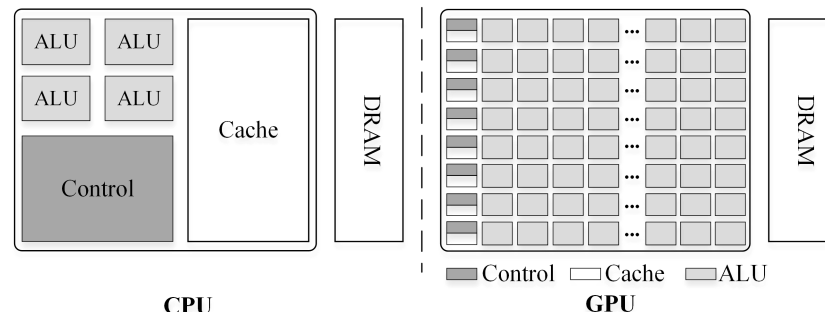 ALU ALU
ALU ALU
Control
Cache
DRAM
CPU
...
...
...
...
...
...
...
...
DRAM
Control Cache ALU
GPU